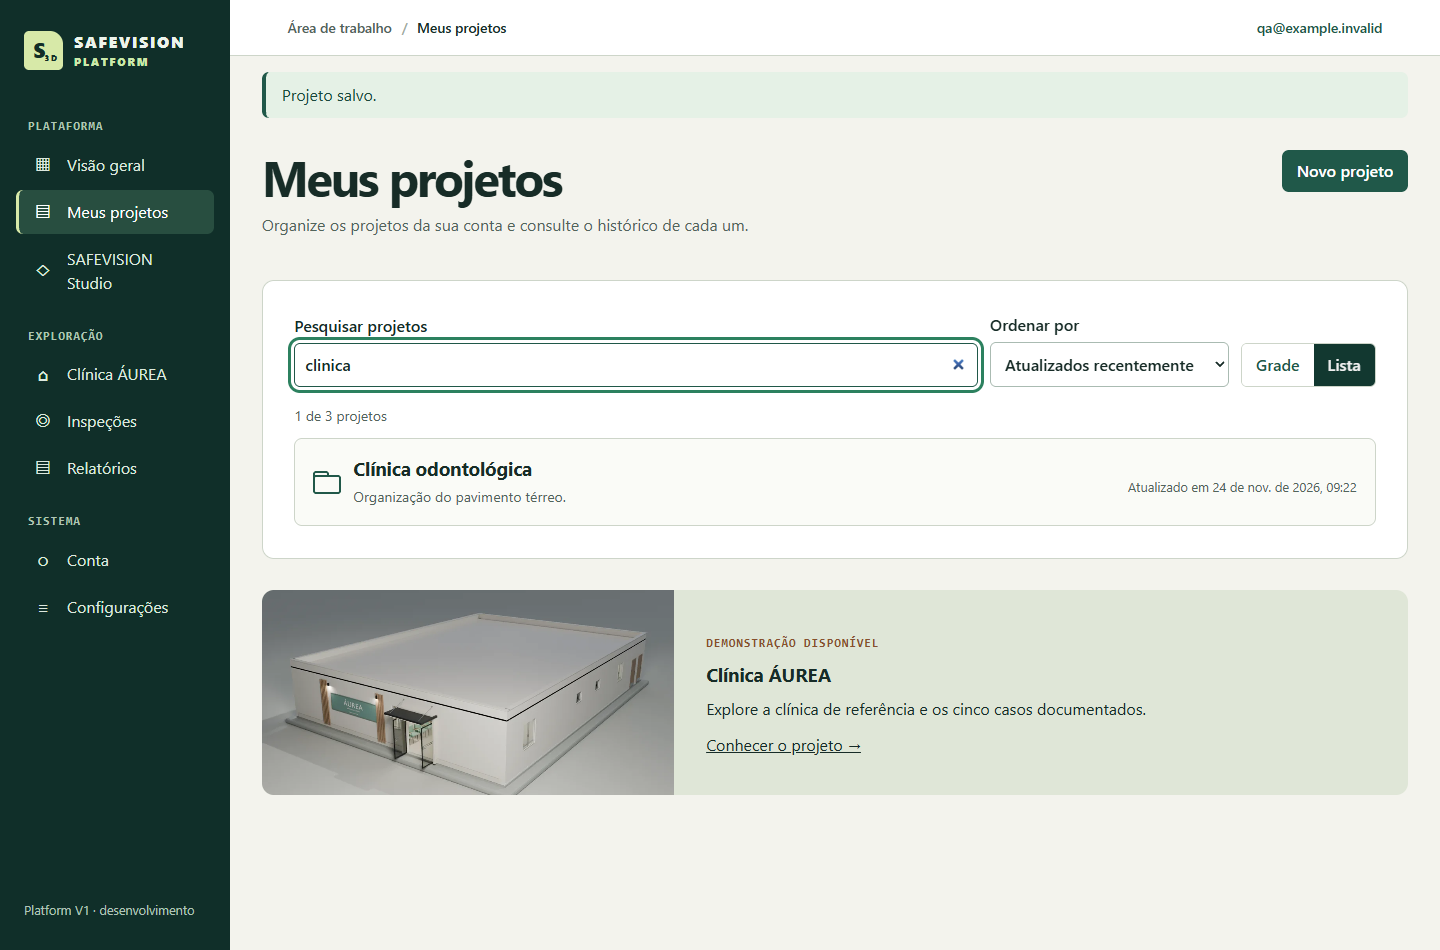 S3D
SAFEVISION
PLATFORM
PLATAFORMA
Visão geral
Meus projetos
SAFEVISION
Studio
EXPLORAÇÃO
Clínica ÁUREA
Inspeções
Relatórios
SISTEMA
Conta
Configurações
Platform V1 · desenvolvimento
Área de trabalho / Meus projetos
qa@example.invalid
Projeto salvo.
Meus projetos
Novo projeto
Organize os projetos da sua conta e consulte o histórico de cada um.
Pesquisar projetos
Ordenar por
clinica
Atualizados recentemente
Grade
Lista
1 de 3 projetos
Clínica odontológica
Organização do pavimento térreo.
Atualizado em 24 de nov. de 2026, 09:22
ÁUREA
DEMONSTRAÇÃO DISPONÍVEL
Clínica ÁUREA
Explore a clínica de referência e os cinco casos documentados.
Conhecer o projeto →